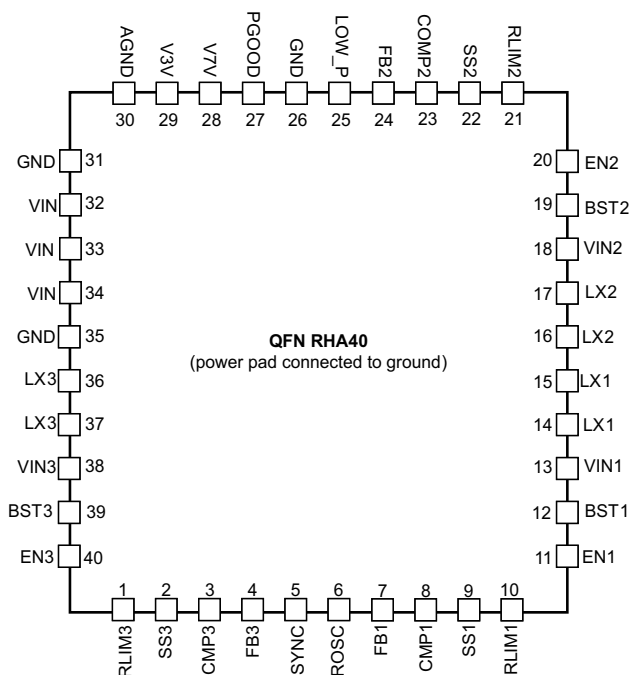 AGND
V3V
V7V
PGOOD
GND
LOW_P
FB2
COMP2
SS2
RLIM2
30
29
28
27
26
25
24
23
22
21
GND 31
VIN 32
VIN 33
VIN 34
GND 35
LX3 36
LX3 37
VIN3 38
BST3 39
EN3 40
20 EN2
19 BST2
18 VIN2
17 LX2
16 LX2
15 LX1
14 LX1
13 VIN1
12 BST1
11 EN1
QFN RHA40
(power pad connected to ground)
1
2
3
4
5
6
7
8
9
10
RLIM3
SS3
CMP3
FB3
SYNC
ROSC
FB1
CMP1
SS1
RLIM1